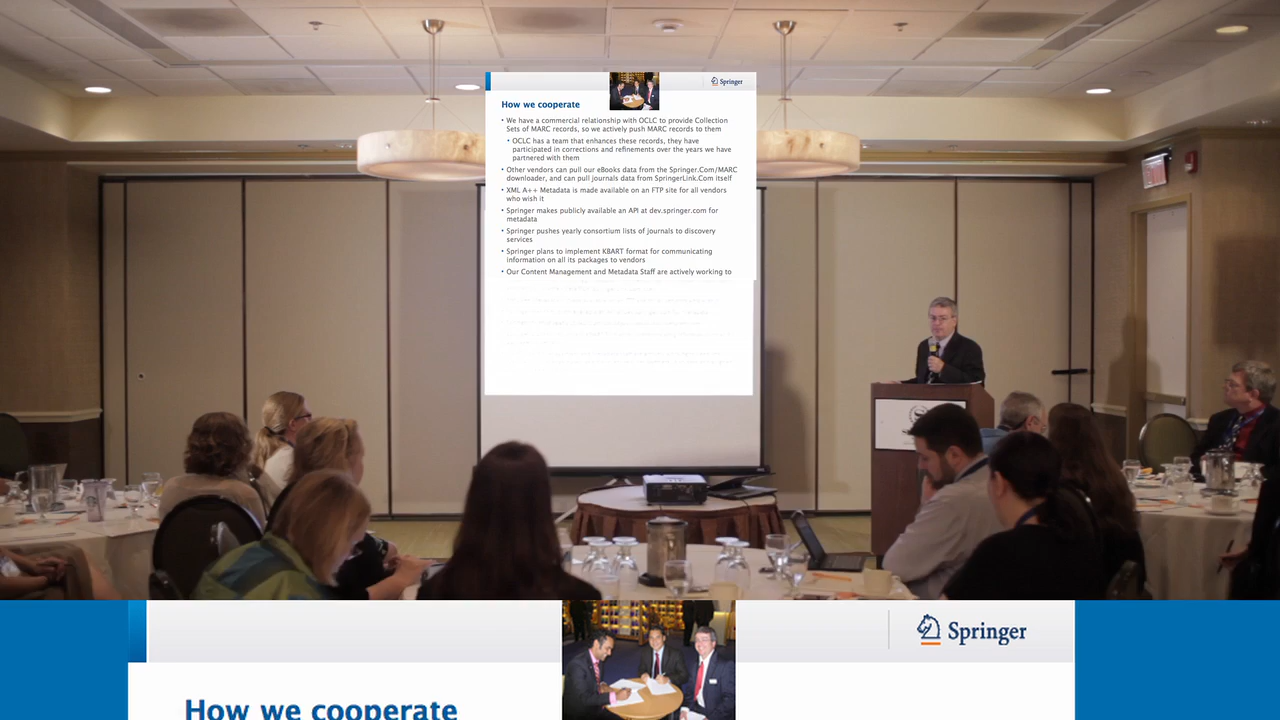 Springer
How we cooperate
• We have a commercial relationship with OCLC to provide Collection
Sets of MARC records, so we actively push MARC records to them
• OCLC has a team that enhances these records, they have
participated in corrections and refinements over the years we have
partnered with them
• Other vendors can pull our eBooks data from the Springer.Com/MARC
downloader, and can pull journals data from SpringerLink.Com itself
• XML A++ Metadata is made available on an FTP site for all vendors
who wish it
• Springer makes publicly available an API at dev.springer.com for
metadata
• Springer pushes yearly consortium lists of journals to discovery
services
• Springer plans to implement KBART format for communicating
information on all its packages to vendors
• Our Content Management and Metadata Staff are actively working to
Springer
How we cooperate